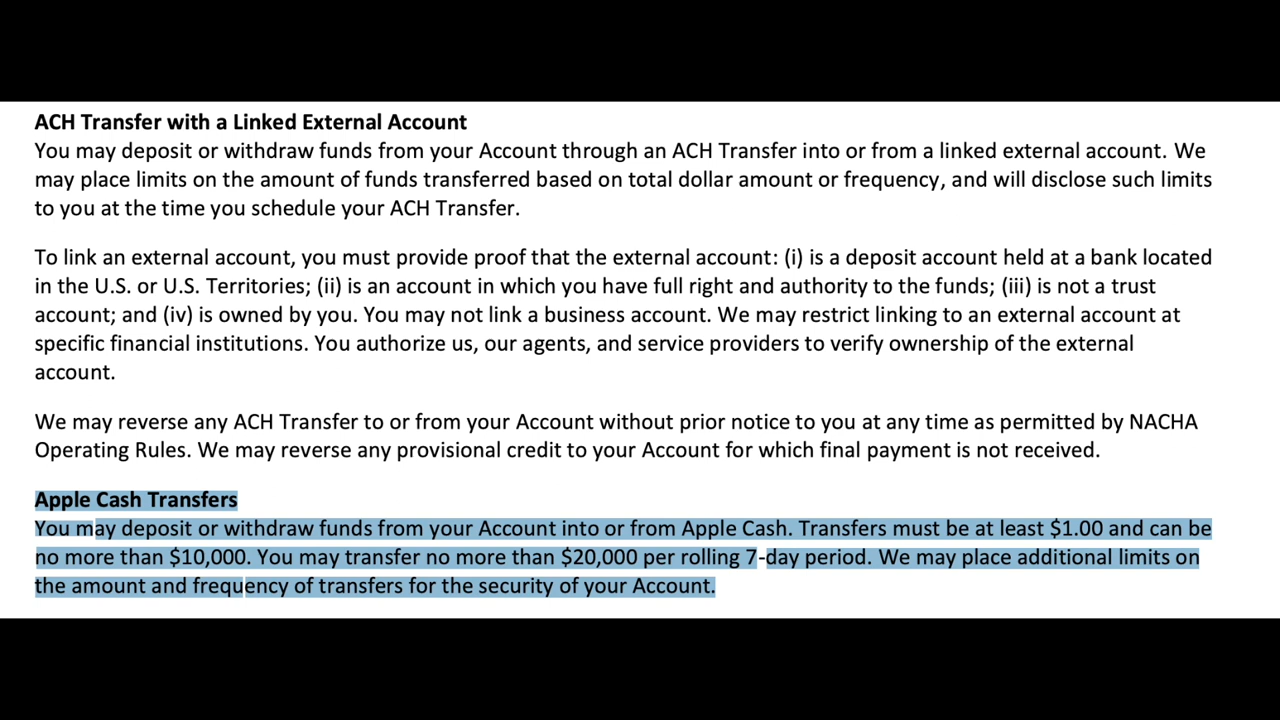 ACH Transfer with a Linked External Account
You may deposit or withdraw funds from your Account through an ACH Transfer into or from a linked external account. We
may place limits on the amount of funds transferred based on total dollar amount or frequency, and will disclose such limits
to you at the time you schedule your ACH Transfer.
To link an external account, you must provide proof that the external account: (i) is a deposit account held at a bank located
in the U.S. or U.S. Territories; (ii) is an account in which you have full right and authority to the funds; (iii) is not a trust
account; and (iv) is owned by you. You may not link a business account. We may restrict linking to an external account at
specific financial institutions. You authorize us, our agents, and service providers to verify ownership of the external
account.
We may reverse any ACH Transfer to or from your Account without prior notice to you at any time as permitted by NACHA
Operating Rules. We may reverse any provisional credit to your Account for which final payment is not received.
Apple Cash Transfers
You may deposit or withdraw funds from your Account into or from Apple Cash. Transfers must be at least $1.00 and can be
no more than $10,000. You may transfer no more than $20,000 per rolling 7-day period. We may place additional limits on
the amount and frequency of transfers for the security of your Account.